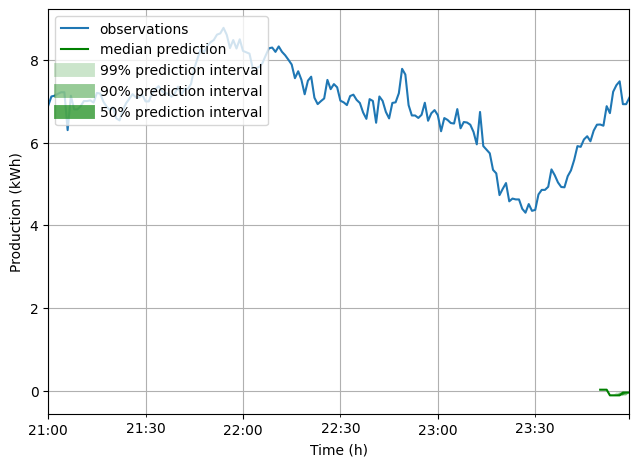 observations
median prediction
99% prediction interval
90% prediction interval
50% prediction interval
Production (kWh)
8
6
4
2
0
21:00
21:30
22:00
22:30
23:00
23:30
Time (h)